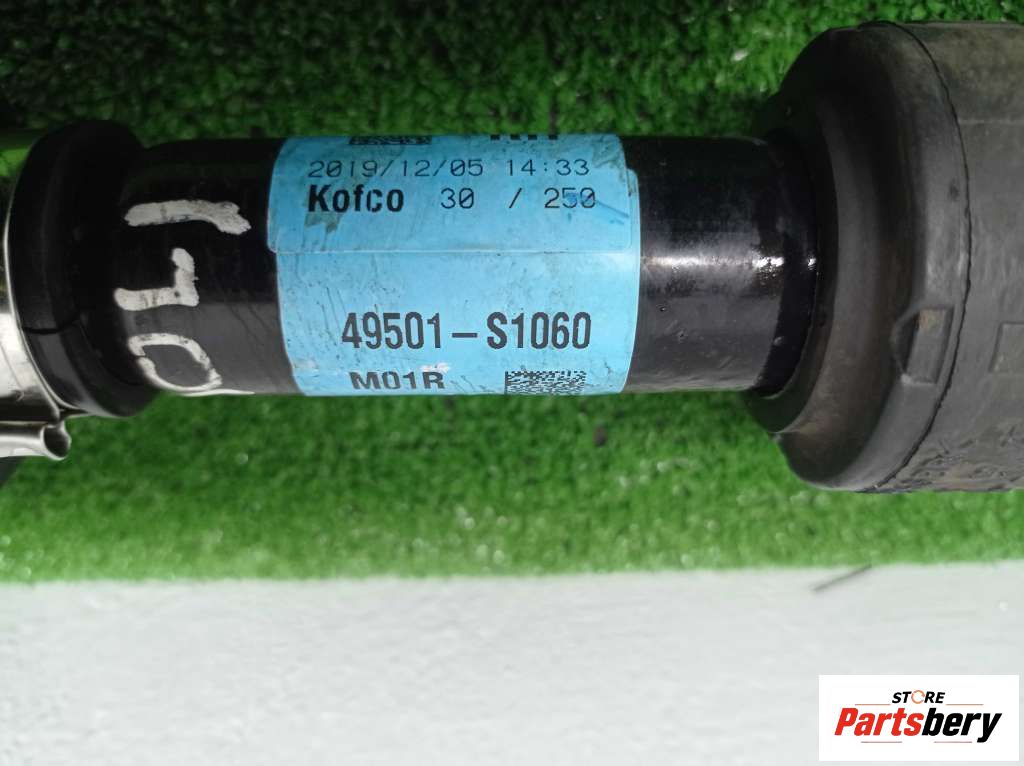 2019/12/05 14:33
Kofco 30 / 250
49501-S1060
M01R
STORE
Partsbery